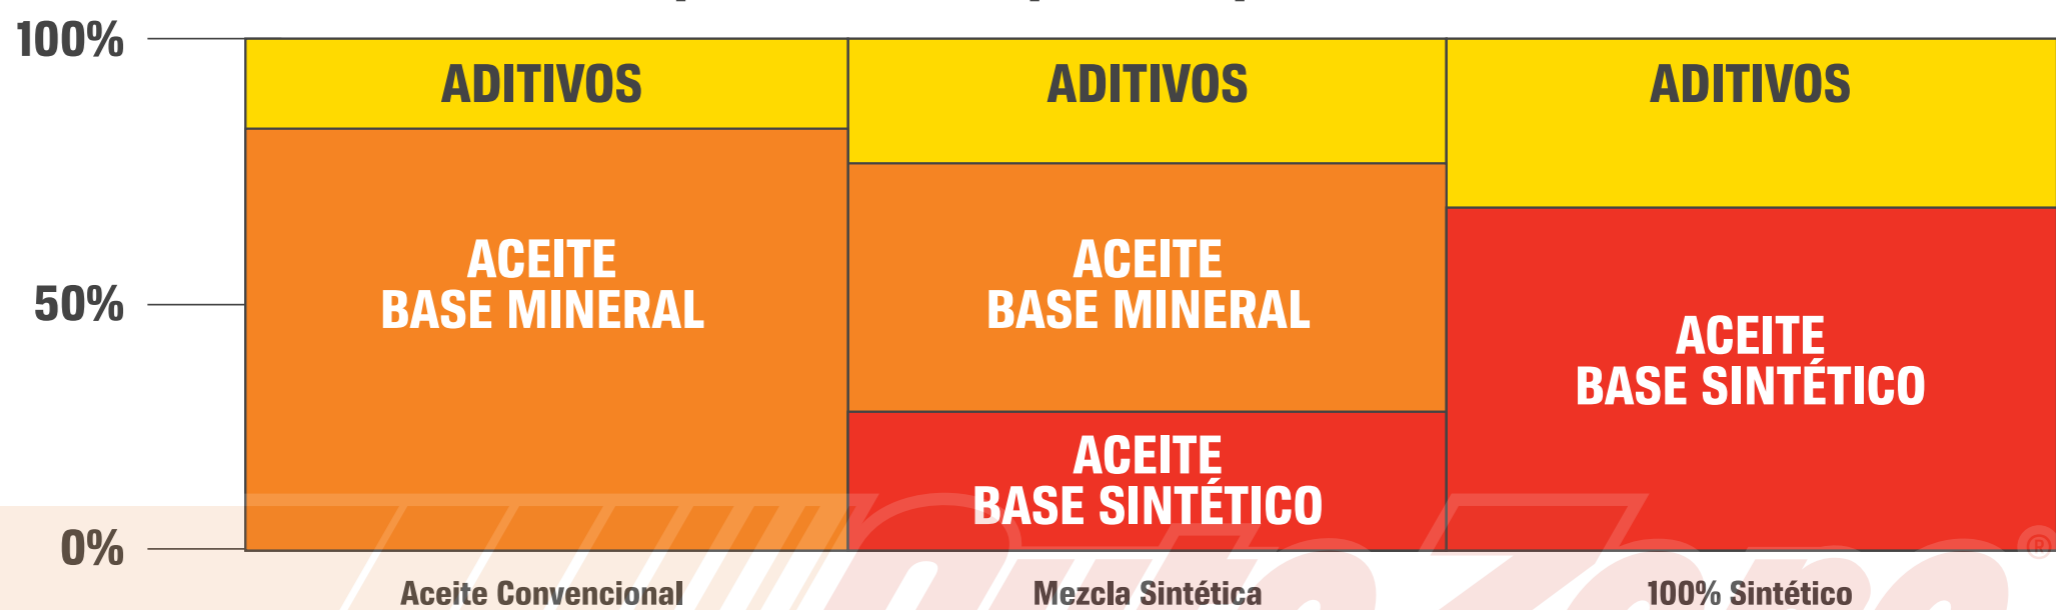 100%
ADITIVOS
ADITIVOS
ADITIVOS
ACEITE
BASE MINERAL
ACEITE
BASE MINERAL
50%
ACEITE
BASE SINTÉTICO
ACEITE
BASE SINTÉTICO
0%
AutoZone®
Aceite Convencional
Mezcla Sintética
100% Sintético